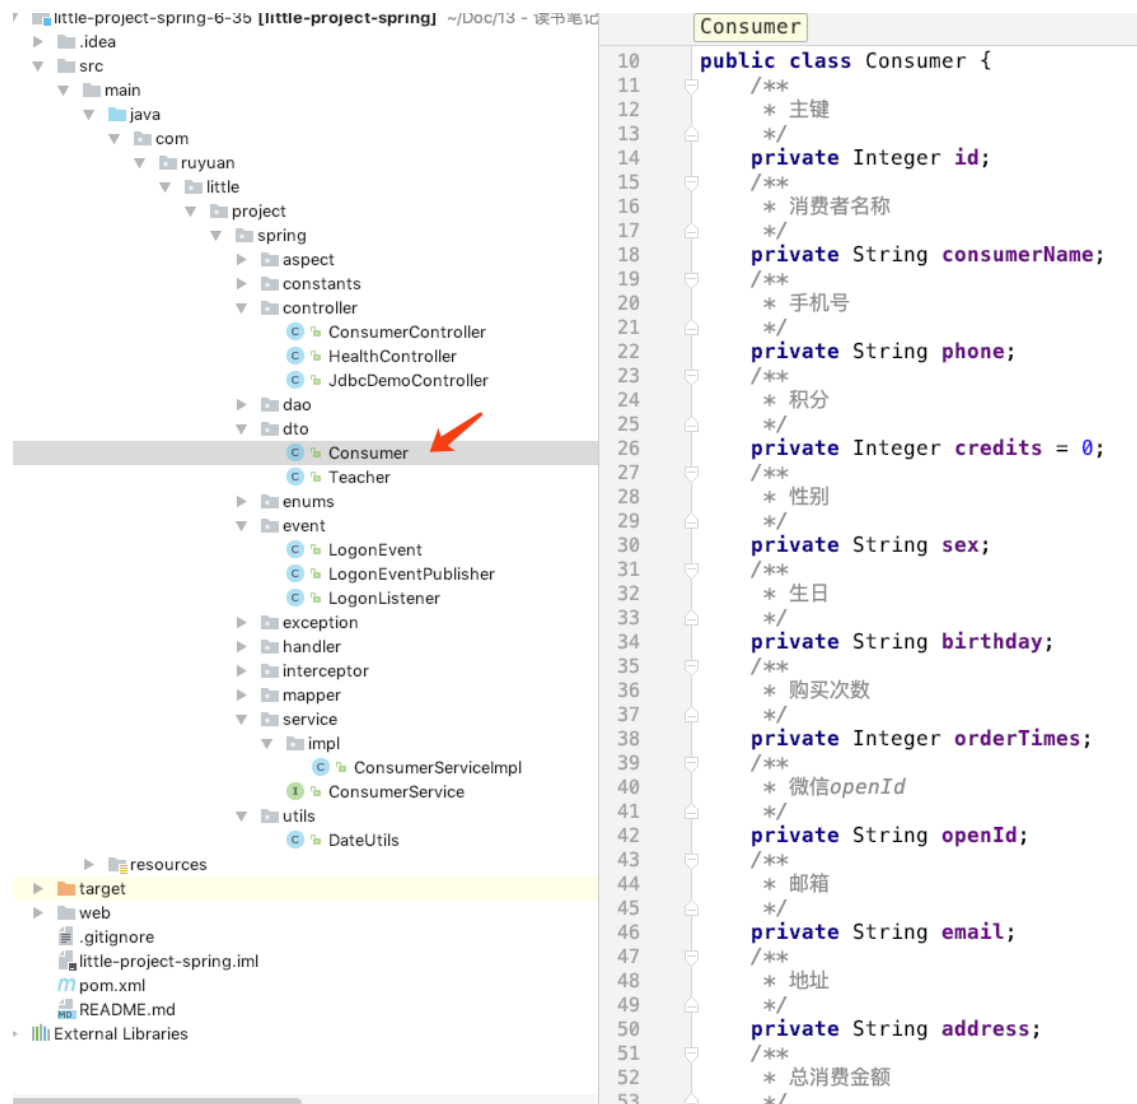 little-project-spring-6-35 [little-project-spring] ~/Doc/13 - 读书笔记
.idea
src
main
java
com
ruyuan
little
project
spring
aspect
constants
controller
ConsumerController
HealthController
JdbcDemoController
dao
dto
Consumer
Teacher
enums
event
LogonEvent
LogonEventPublisher
LogonListener
exception
handler
interceptor
mapper
service
impl
ConsumerServiceImpl
ConsumerService
utils
DateUtils
resources
target
web
.gitignore
little-project-spring.iml
pom.xml
README.md
External Libraries
Consumer
10 public class Consumer {
11 /**
12 * 主键
13 */
14 private Integer id;
15 /**
16 * 消费者名称
17 */
18 private String consumerName;
19 /**
20 * 手机号
21 */
22 private String phone;
23 /**
24 * 积分
25 */
26 private Integer credits = 0;
27 /**
28 * 性别
29 */
30 private String sex;
31 /**
32 * 生日
33 */
34 private String birthday;
35 /**
36 * 购买次数
37 */
38 private Integer orderTimes;
39 /**
40 * 微信openId
41 */
42 private String openId;
43 /**
44 * 邮箱
45 */
46 private String email;
47 /**
48 * 地址
49 */
50 private String address;
51 /**
52 * 总消费金额
53 */